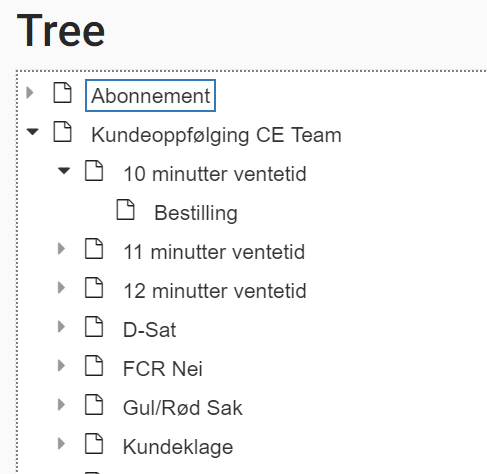 Tree
Abonnement
Kundeoppfølging CE Team
10 minutter ventetid
Bestilling
11 minutter ventetid
12 minutter ventetid
D-Sat
FCR Nei
Gul/Rød Sak
Kundeklage